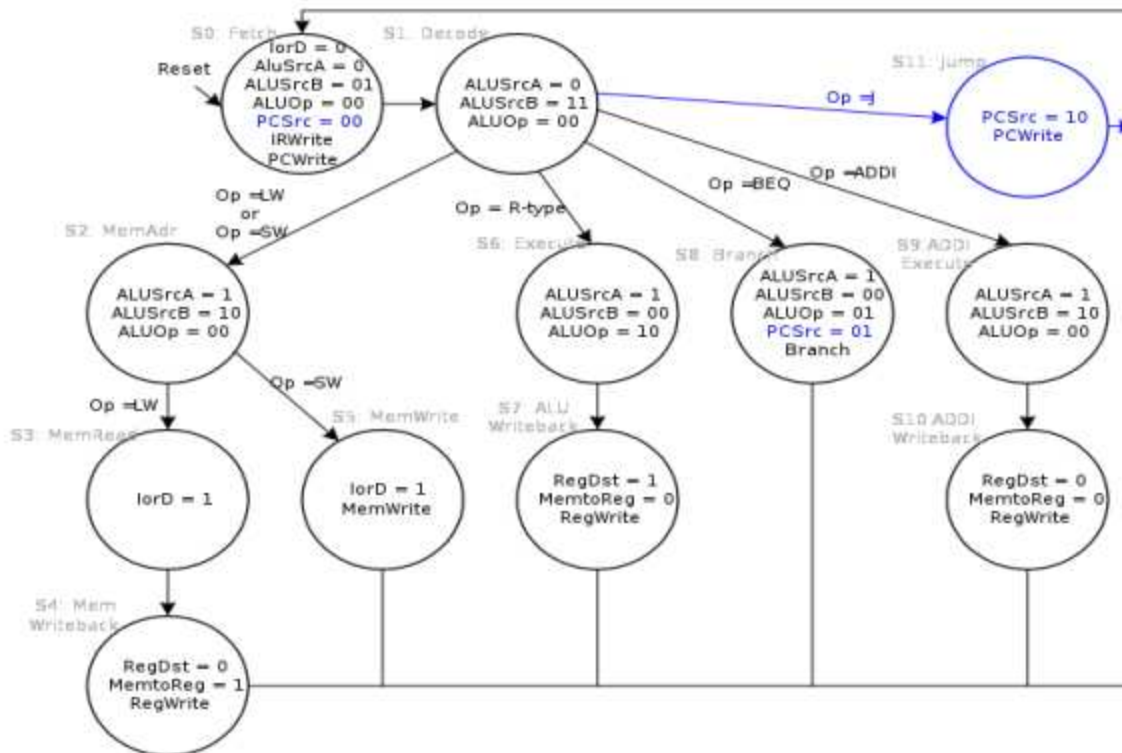 S0: Fetch
IorD = 0
AluSrcA = 0
ALUSrcB = 01
ALUOp = 00
PCSrc = 00
IRWrite
PCWrite
Reset
S1: Decode
ALUSrcA = 0
ALUSrcB = 11
ALUOp = 00
S11: Jump
PCSrc = 10
PCWrite
Op =J
Op =LW
or
Op =SW
Op = R-type
Op =BEQ
Op =ADDI
S2: MemAdr
ALUSrcA = 1
ALUSrcB = 10
ALUOp = 00
S6: Execute
ALUSrcA = 1
ALUSrcB = 00
ALUOp = 10
S8: Branch
ALUSrcA = 1
ALUSrcB = 00
ALUOp = 01
PCSrc = 01
Branch
S9:ADDI
Execute
ALUSrcA = 1
ALUSrcB = 10
ALUOp = 00
Op =LW
Op =SW
S3: MemRead
IorD = 1
S5: MemWrite
IorD = 1
MemWrite
S7: ALU
Writeback
RegDst = 1
MemtoReg = 0
RegWrite
S10:ADDI
Writeback
RegDst = 0
MemtoReg = 0
RegWrite
S4: Mem
Writeback
RegDst = 0
MemtoReg = 1
RegWrite